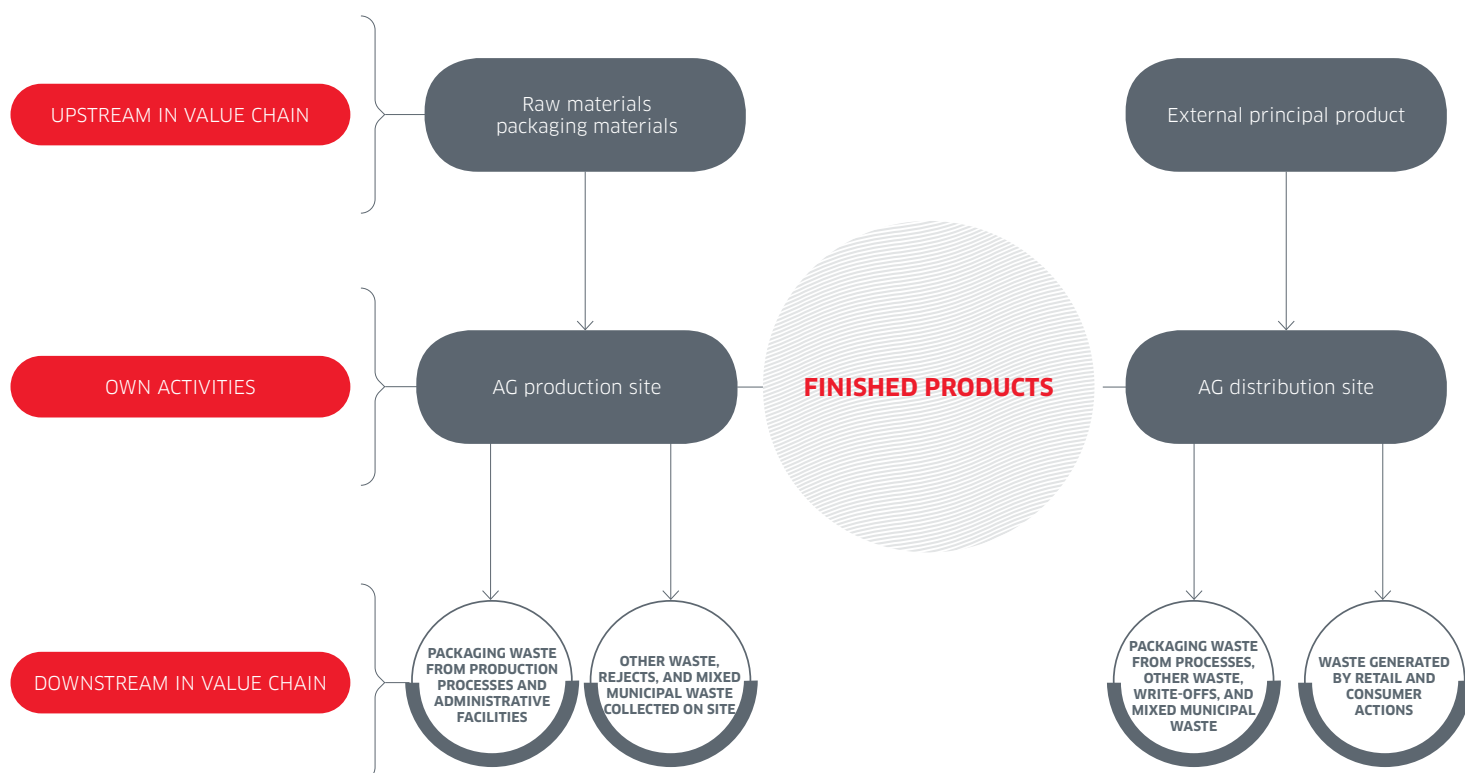 UPSTREAM IN VALUE CHAIN
Raw materials
packaging materials
External principal product
OWN ACTIVITIES
AG production site
FINISHED PRODUCTS
AG distribution site
DOWNSTREAM IN VALUE CHAIN
PACKAGING WASTE
FROM PRODUCTION
PROCESSES AND
ADMINISTRATIVE
FACILITIES
OTHER WASTE,
REJECTS, AND MIXED
MUNICIPAL WASTE
COLLECTED ON SITE
PACKAGING WASTE
FROM PROCESSES,
OTHER WASTE,
WRITE-OFFS, AND
MIXED MUNICIPAL
WASTE
WASTE GENERATED
BY RETAIL AND
CONSUMER
ACTIONS